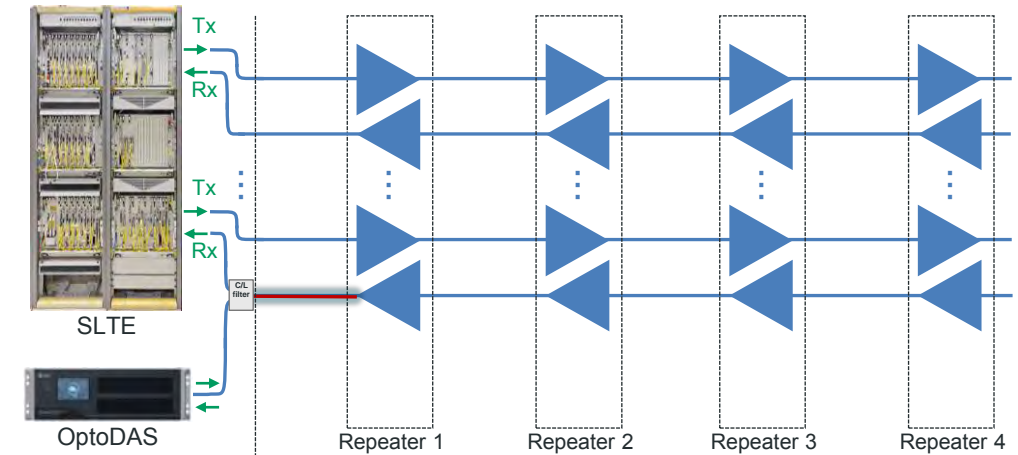 Tx
Rx
Tx
Rx
C/L
filter
SLTE
OptoDAS
Repeater 1
Repeater 2
Repeater 3
Repeater 4